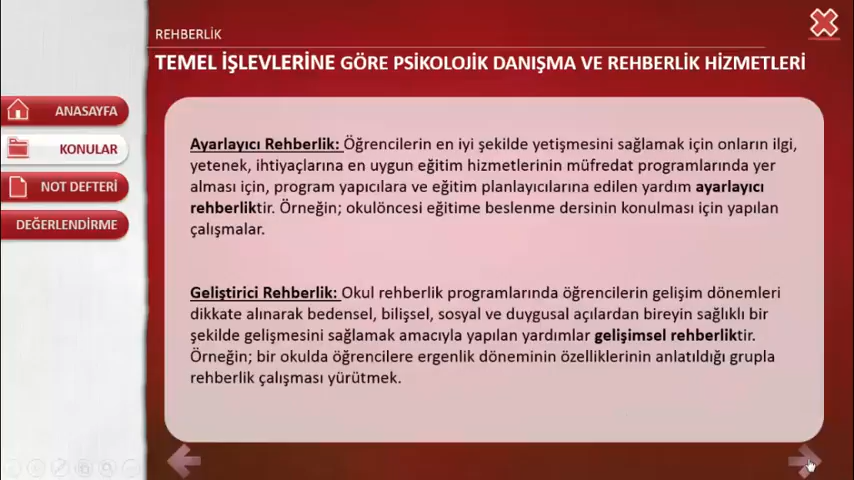 REHBERLİK
TEMEL İŞLEVLERİNE GÖRE PSİKOLOJİK DANIŞMA VE REHBERLİK HİZMETLERİ
ANASAYFA
KONULAR
NOT DEFTERİ
DEĞERLENDİRME
Ayarlayıcı Rehberlik: Öğrencilerin en iyi şekilde yetişmesini sağlamak için onların ilgi,
yetenek, ihtiyaçlarına en uygun eğitim hizmetlerinin müfredat programlarında yer
alması için, program yapıcılara ve eğitim planlayıcılarına edilen yardım ayarlayıcı
rehberliktir. Örneğin; okulöncesi eğitime beslenme dersinin konulması için yapılan
çalışmalar.
Geliştirici Rehberlik: Okul rehberlik programlarında öğrencilerin gelişim dönemleri
dikkate alınarak bedensel, bilişsel, sosyal ve duygusal açılardan bireyin sağlıklı bir
şekilde gelişmesini sağlamak amacıyla yapılan yardımlar gelişimsel rehberliktir.
Örneğin; bir okulda öğrencilere ergenlik döneminin özelliklerinin anlatıldığı grupla
rehberlik çalışması yürütmek.